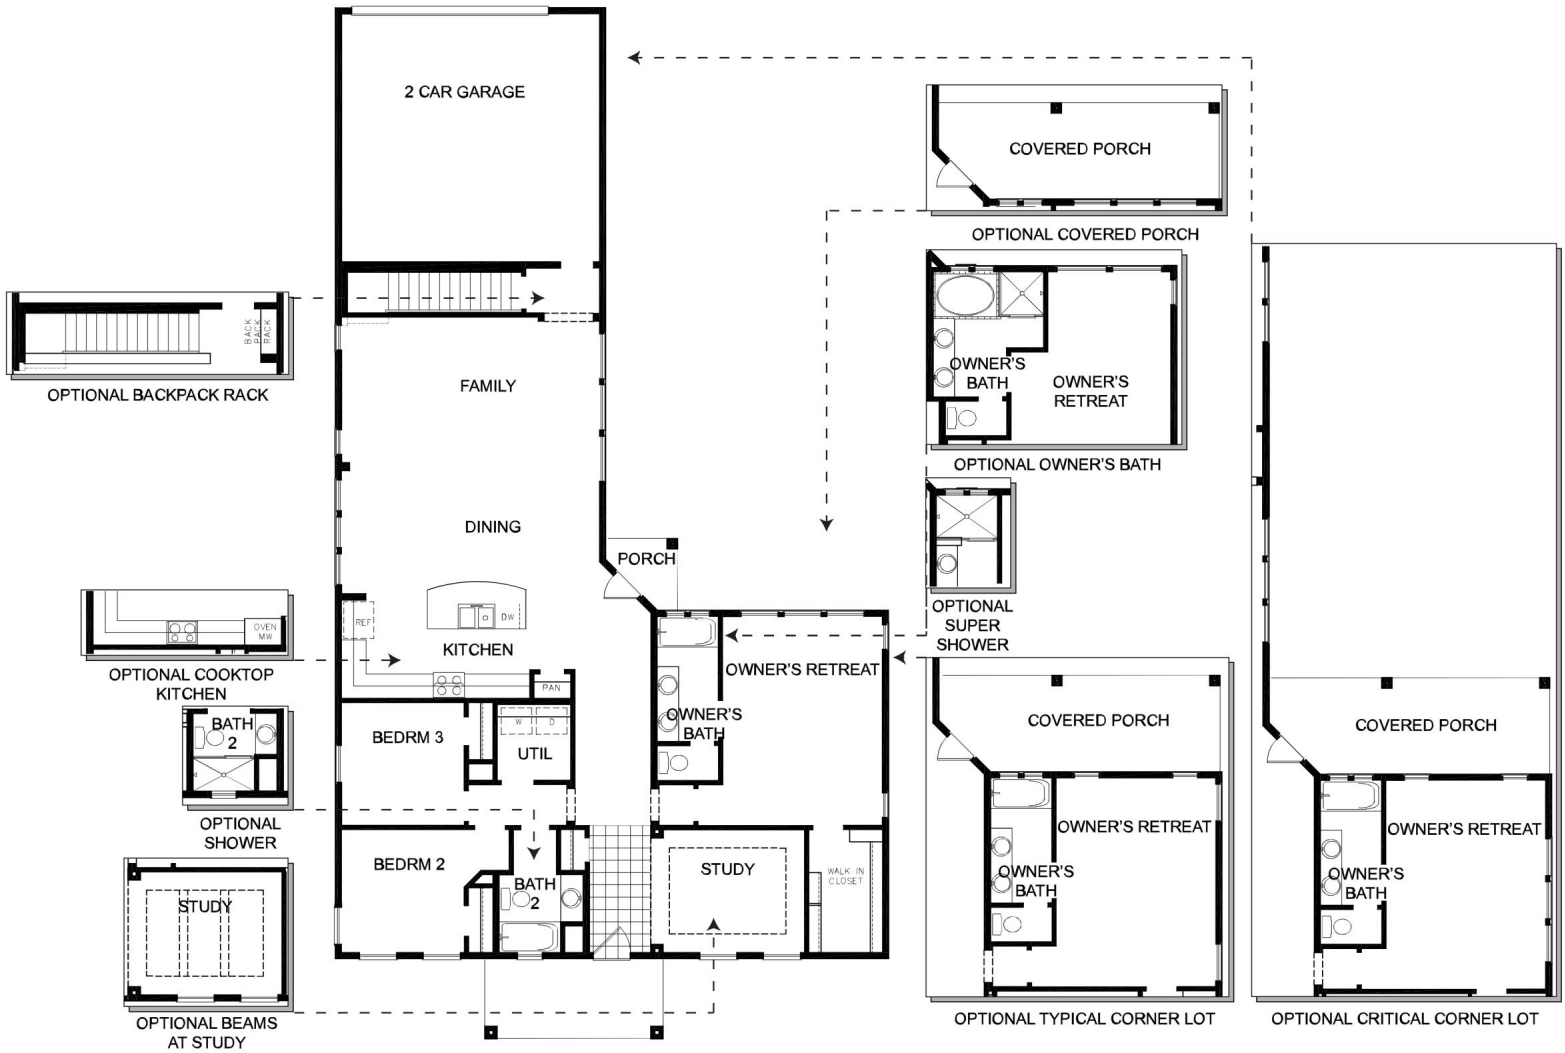 2 CAR GARAGE
FAMILY
DINING
PORCH
REF
DW
KITCHEN
PAN
OWNER'S RETREAT
OWNER'S
BATH
BEDRM 3
W
D
UTIL
BEDRM 2
BATH
2
STUDY
WALK IN
CLOSET
BACK
PACK
RACK
OPTIONAL BACKPACK RACK
OVEN
MW
OPTIONAL COOKTOP
KITCHEN
BATH
2
OPTIONAL
SHOWER
STUDY
OPTIONAL BEAMS
AT STUDY
COVERED PORCH
OPTIONAL COVERED PORCH
OWNER'S
BATH
OWNER'S
RETREAT
OPTIONAL OWNER'S BATH
OPTIONAL
SUPER
SHOWER
COVERED PORCH
OWNER'S RETREAT
OWNER'S
BATH
OPTIONAL TYPICAL CORNER LOT
COVERED PORCH
OWNER'S RETREAT
OWNER'S
BATH
OPTIONAL CRITICAL CORNER LOT